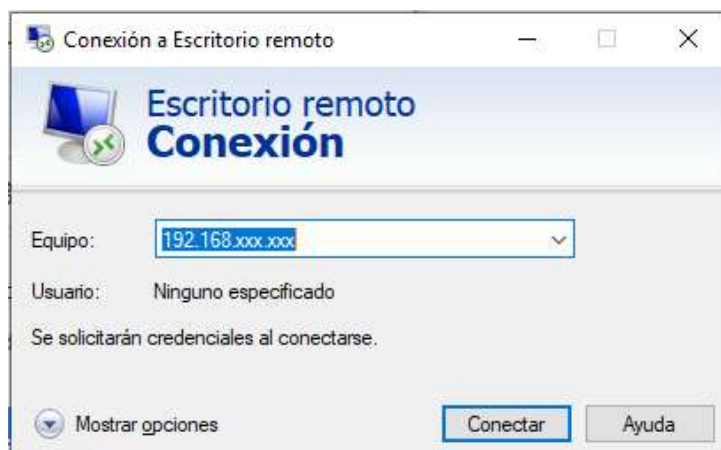 Conexión a Escritorio remoto
Escritorio remoto
Conexión
Equipo: 192.168.xxx.xxx
Usuario: Ninguno especificado
Se solicitarán credenciales al conectarse.
Mostrar opciones Conectar Ayuda